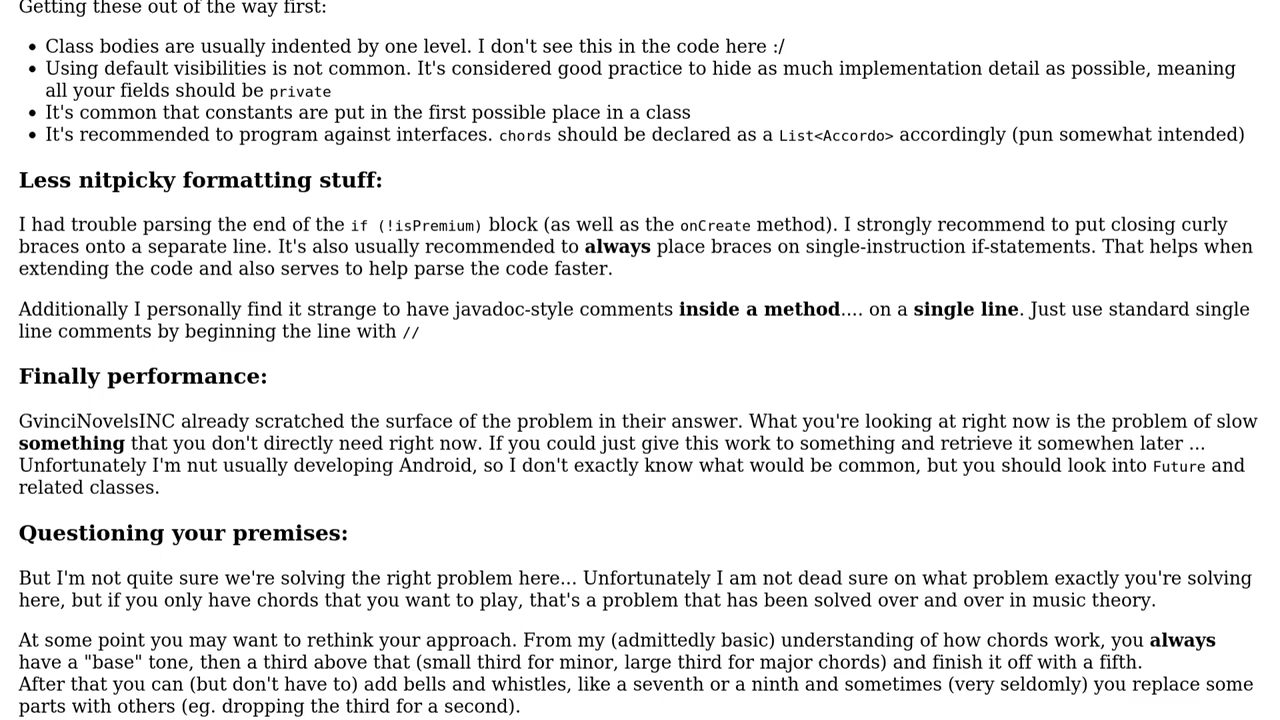 Getting these out of the way first:
• Class bodies are usually indented by one level. I don't see this in the code here :/
• Using default visibilities is not common. It's considered good practice to hide as much implementation detail as possible, meaning
all your fields should be private
• It's common that constants are put in the first possible place in a class
• It's recommended to program against interfaces. chords should be declared as a List<Accordo> accordingly (pun somewhat intended)
Less nitpicky formatting stuff:
I had trouble parsing the end of the if (!isPremium) block (as well as the onCreate method). I strongly recommend to put closing curly
braces onto a separate line. It's also usually recommended to always place braces on single-instruction if-statements. That helps when
extending the code and also serves to help parse the code faster.
Additionally I personally find it strange to have javadoc-style comments inside a method.... on a single line. Just use standard single
line comments by beginning the line with //
Finally performance:
GvinciNovelsINC already scratched the surface of the problem in their answer. What you're looking at right now is the problem of slow
something that you don't directly need right now. If you could just give this work to something and retrieve it somewhen later ...
Unfortunately I'm nut usually developing Android, so I don't exactly know what would be common, but you should look into Future and
related classes.
Questioning your premises:
But I'm not quite sure we're solving the right problem here... Unfortunately I am not dead sure on what problem exactly you're solving
here, but if you only have chords that you want to play, that's a problem that has been solved over and over in music theory.
At some point you may want to rethink your approach. From my (admittedly basic) understanding of how chords work, you always
have a "base" tone, then a third above that (small third for minor, large third for major chords) and finish it off with a fifth.
After that you can (but don't have to) add bells and whistles, like a seventh or a ninth and sometimes (very seldomly) you replace some
parts with others (eg. dropping the third for a second).